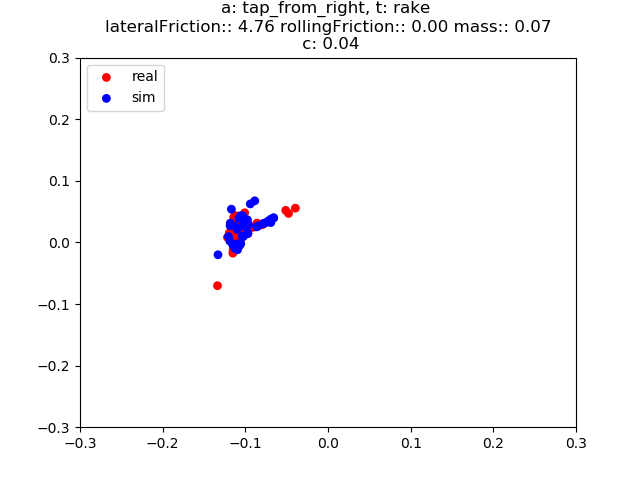 a: tap_from_right, t: rake
lateralFriction:: 4.76 rollingFriction:: 0.00 mass:: 0.07
c: 0.04
real
sim
0.3
0.2
0.1
0.0
−0.1
−0.2
−0.3
−0.3 −0.2 −0.1 0.0 0.1 0.2 0.3